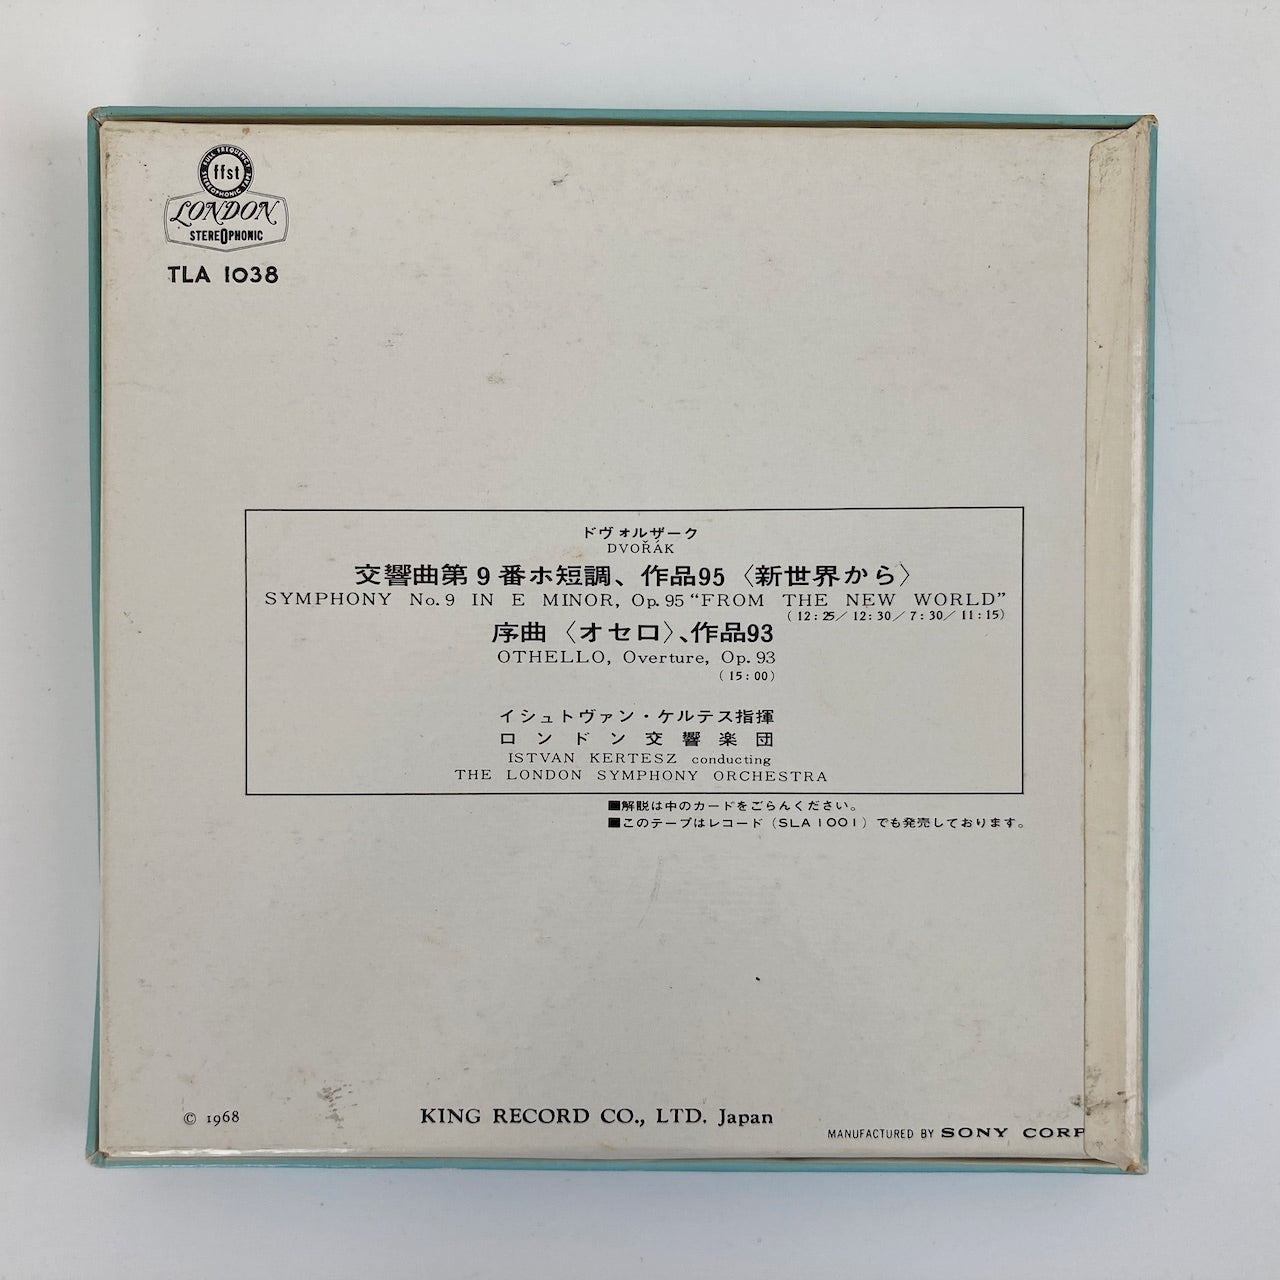 FULL FREQUENCY STEREOPHONIC TAPE
ffst
LONDON
STEREOPHONIC
TLA 1038
ドヴォルザーク
DVOŘÁK
交響曲第9番ホ短調、作品95〈新世界から〉
SYMPHONY No. 9 IN E MINOR, Op. 95 “FROM THE NEW WORLD”
(12:25/12:30/7:30/11:15)
序曲〈オセロ〉、作品93
OTHELLO, Overture, Op. 93
(15:00)
イシュトヴァン・ケルテス指揮
ロンドン交響楽団
ISTVAN KERTESZ conducting
THE LONDON SYMPHONY ORCHESTRA
■解説は中のカードをごらんください。
■このテープはレコード(SLA 1001)でも発売しております。
© 1968
KING RECORD CO., LTD. Japan
MANUFACTURED BY SONY CORP